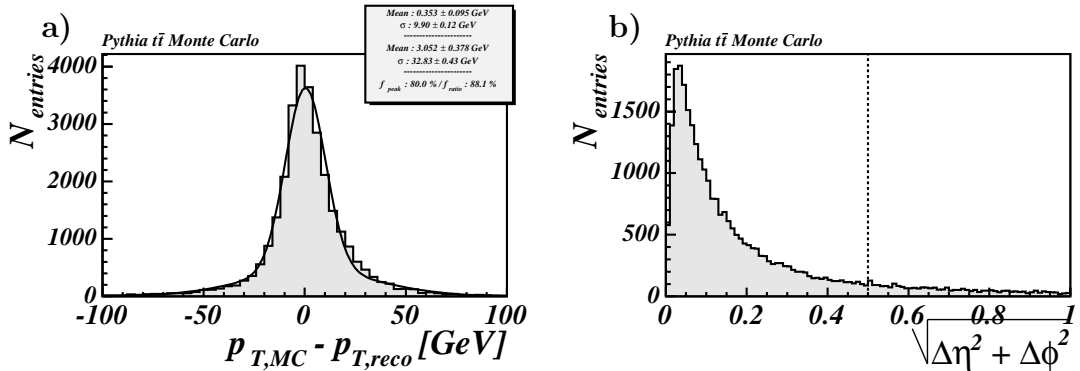 a)
Pythia tt̄ Monte Carlo
Mean : 0.353 ± 0.095 GeV
σ : 9.90 ± 0.12 GeV
------------------------
Mean : 3.052 ± 0.378 GeV
σ : 32.83 ± 0.43 GeV
------------------------
f peak : 80.0 % / f ratio : 88.1 %
N entries
4000
3000
2000
1000
0
-100 -50 0 50 100
p T,MC - p T,reco [GeV]
b)
Pythia tt̄ Monte Carlo
N entries
1500
1000
500
0
0 0.2 0.4 0.6 0.8 1
√Δη² + Δϕ²